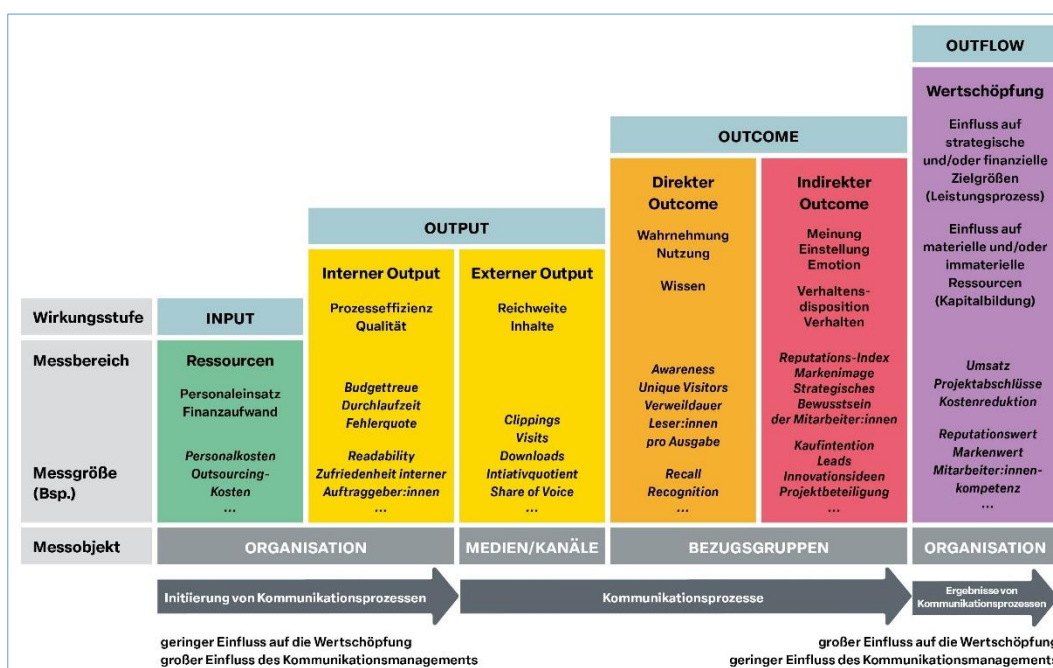 OUTFLOW
Wertschöpfung
Einfluss auf
strategische
und/oder finanzielle
Zielgrößen
(Leistungsprozess)
Einfluss auf
materielle und/oder
immaterielle
Ressourcen
(Kapitalbildung)
Umsatz
Projektabschlüsse
Kostenreduktion
Reputationswert
Markenwert
Mitarbeiter:innen-
kompetenz
...
OUTCOME
Direkter
Outcome
Wahrnehmung
Nutzung
Wissen
Awareness
Unique Visitors
Verweildauer
Leser:innen
pro Ausgabe
Recall
Recognition
...
Indirekter
Outcome
Meinung
Einstellung
Emotion
Verhaltens-
disposition
Verhalten
Reputations-Index
Markenimage
Strategisches
Bewusstsein
der Mitarbeiter:innen
Kaufintention
Leads
Innovationsideen
Projektbeteiligung
...
OUTPUT
Interner Output
Prozesseffizienz
Qualität
Budgettreue
Durchlaufzeit
Fehlerquote
Readability
Zufriedenheit interner
Auftraggeber:innen
...
Externer Output
Reichweite
Inhalte
Clippings
Visits
Downloads
Intiativquotient
Share of Voice
...
Wirkungsstufe
INPUT
Messbereich
Ressourcen
Personaleinsatz
Finanzaufwand
Messgröße
(Bsp.)
Personalkosten
Outsourcing-
Kosten
...
Messobjekt
ORGANISATION
MEDIEN/KANÄLE
BEZUGSGRUPPEN
ORGANISATION
Initiierung von Kommunikationsprozessen
Kommunikationsprozesse
Ergebnisse von
Kommunikationsprozessen
geringer Einfluss auf die Wertschöpfung
großer Einfluss des Kommunikationsmanagements
großer Einfluss auf die Wertschöpfung
geringer Einfluss des Kommunikationsmanagements